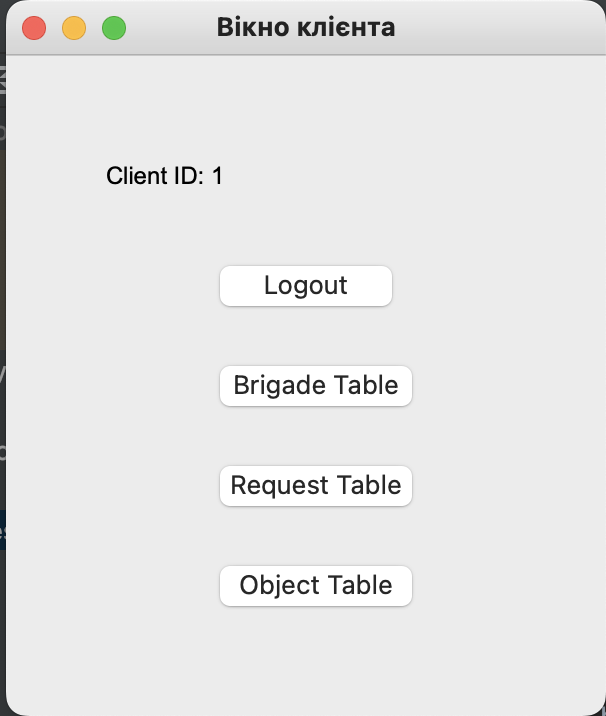 Вікно клієнта
Client ID: 1
Logout
Brigade Table
Request Table
Object Table